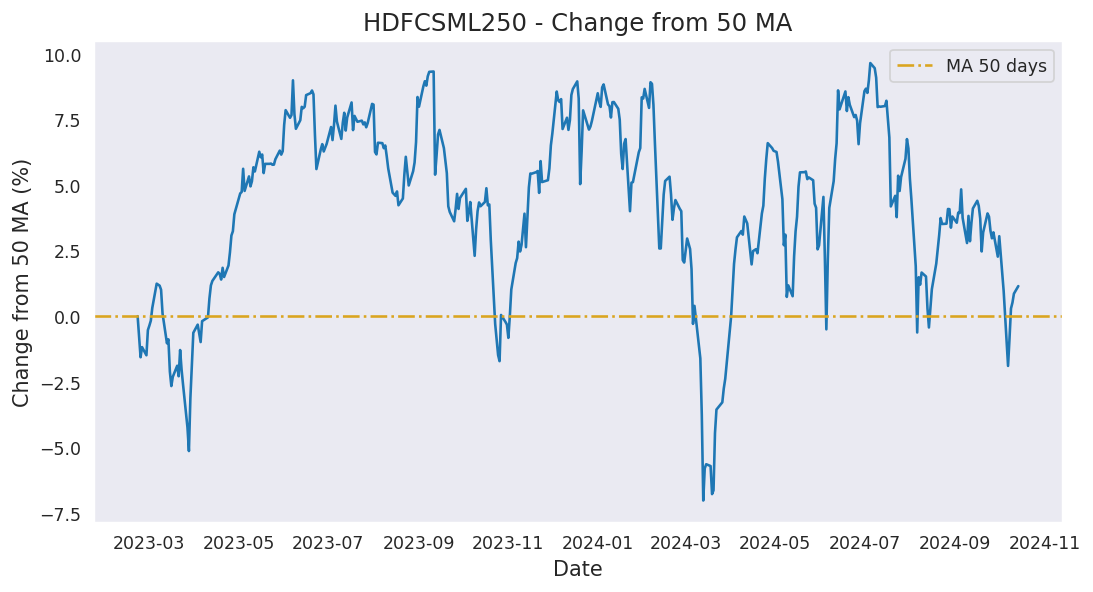 HDFCSML250 - Change from 50 MA
MA 50 days
Change from 50 MA (%)
10.0
7.5
5.0
2.5
0.0
−2.5
−5.0
−7.5
2023-03 2023-05 2023-07 2023-09 2023-11 2024-01 2024-03 2024-05 2024-07 2024-09 2024-11
Date